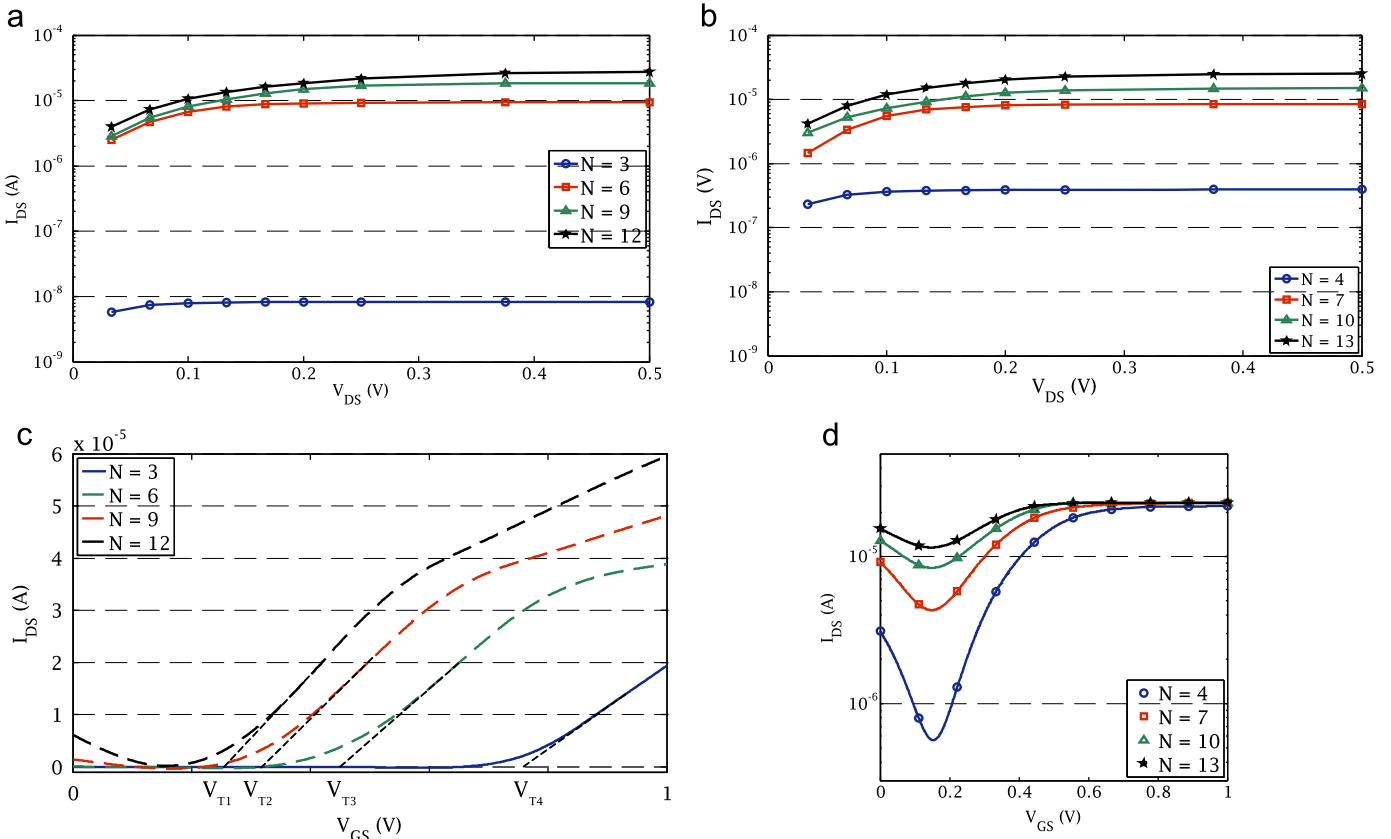 a
10^-4
10^-5
10^-6
10^-7
10^-8
10^-9
I_DS (A)
N = 3
N = 6
N = 9
N = 12
0 0.1 0.2 0.3 0.4 0.5
V_DS (V)
b
10^-4
10^-5
10^-6
10^-7
10^-8
10^-9
I_DS (V)
N = 4
N = 7
N = 10
N = 13
0 0.1 0.2 0.3 0.4 0.5
V_DS (V)
c
x 10^-5
6
5
4
3
2
1
0
I_DS (A)
N = 3
N = 6
N = 9
N = 12
0 V_T1 V_T2 V_T3 V_T4 1
V_GS (V)
d
10^-5
10^-6
I_DS (A)
N = 4
N = 7
N = 10
N = 13
0 0.2 0.4 0.6 0.8 1
V_GS (V)